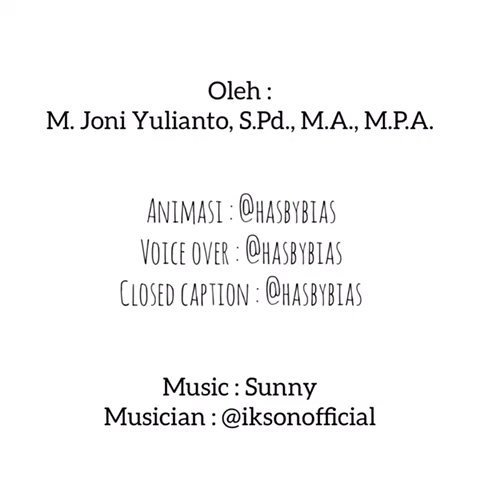 Oleh :
M. Joni Yulianto, S.Pd., M.A., M.P.A.
Animasi : @hasbybias
Voice over : @hasbybias
Closed caption : @hasbybias
Music : Sunny
Musician : @iksonofficial